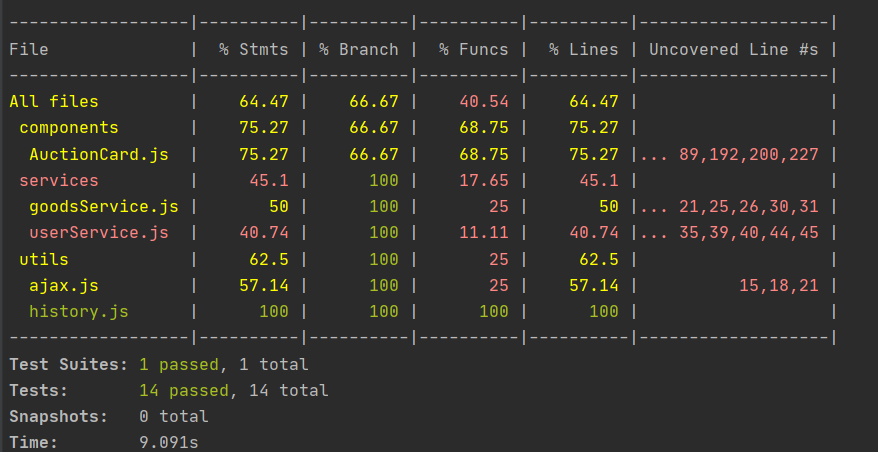 -------------------|----------|----------|----------|----------|-------------------|
File               |  % Stmts | % Branch |  % Funcs |  % Lines | Uncovered Line #s |
-------------------|----------|----------|----------|----------|-------------------|
All files          |    64.47 |    66.67 |    40.54 |    64.47 |                   |
 components        |    75.27 |    66.67 |    68.75 |    75.27 |                   |
  AuctionCard.js   |    75.27 |    66.67 |    68.75 |    75.27 |... 89,192,200,227 |
 services          |     45.1 |      100 |    17.65 |     45.1 |                   |
  goodsService.js  |       50 |      100 |       25 |       50 |... 21,25,26,30,31 |
  userService.js   |    40.74 |      100 |    11.11 |    40.74 |... 35,39,40,44,45 |
 utils             |     62.5 |      100 |       25 |     62.5 |                   |
  ajax.js          |    57.14 |      100 |       25 |    57.14 |          15,18,21 |
  history.js       |      100 |      100 |      100 |      100 |                   |
-------------------|----------|----------|----------|----------|-------------------|
Test Suites: 1 passed, 1 total
Tests:       14 passed, 14 total
Snapshots:   0 total
Time:        9.091s